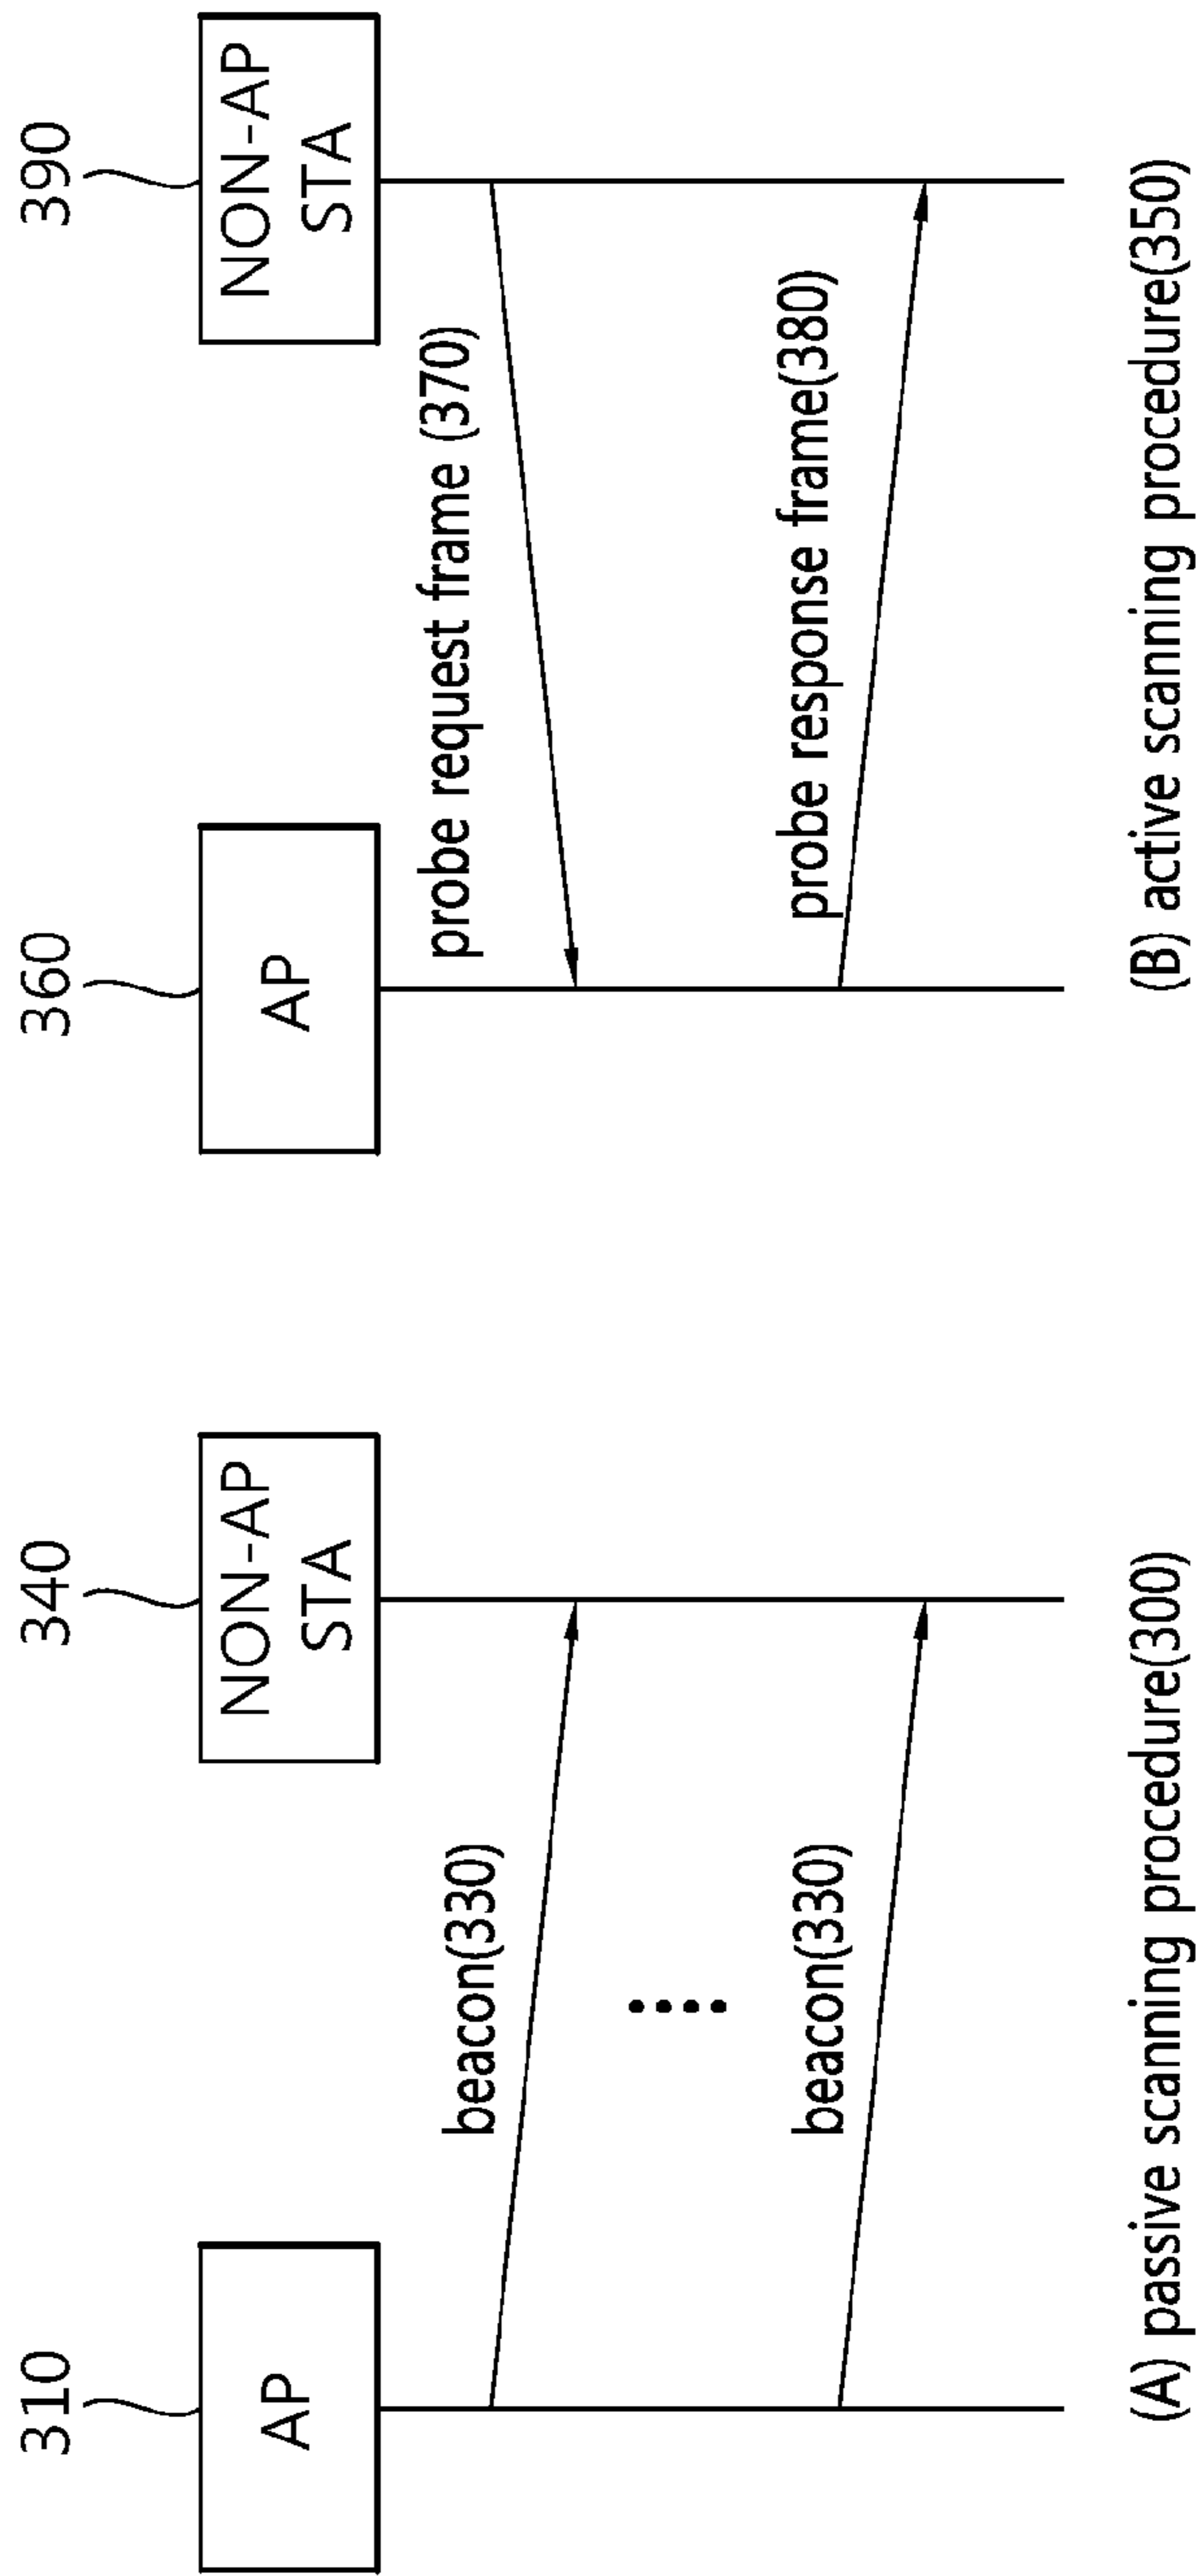 310
340
AP
NON-AP
STA
beacon(330)
beacon(330)
(A) passive scanning procedure(300)
360
390
AP
NON-AP
STA
probe request frame (370)
probe response frame(380)
(B) active scanning procedure(350)